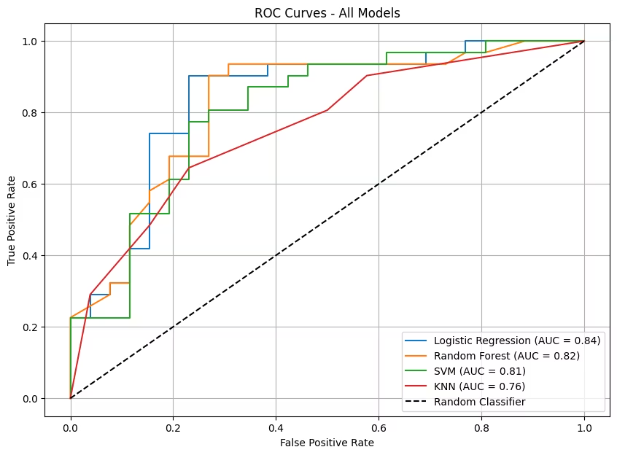 ROC Curves - All Models
True Positive Rate
1.0
0.8
0.6
0.4
0.2
0.0
Logistic Regression (AUC = 0.84)
Random Forest (AUC = 0.82)
SVM (AUC = 0.81)
KNN (AUC = 0.76)
Random Classifier
0.0 0.2 0.4 0.6 0.8 1.0
False Positive Rate